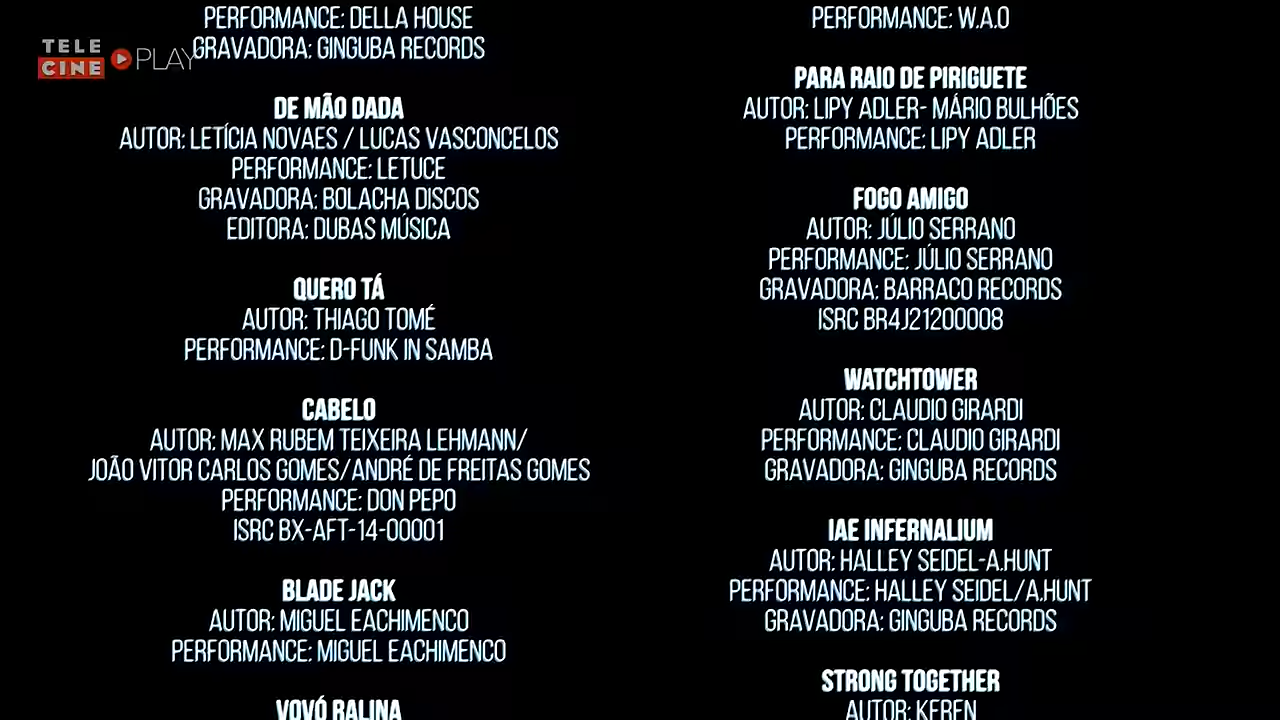 TELE
CINE
PLAY
PERFORMANCE: DELLA HOUSE
GRAVADORA: GINGUBA RECORDS
DE MÃO DADA
AUTOR: LETÍCIA NOVAES / LUCAS VASCONCELOS
PERFORMANCE: LETUCE
GRAVADORA: BOLACHA DISCOS
EDITORA: DUBAS MÚSICA
QUERO TÁ
AUTOR: THIAGO TOMÉ
PERFORMANCE: D-FUNK IN SAMBA
CABELO
AUTOR: MAX RUBEM TEIXEIRA LEHMANN/
JOÃO VITOR CARLOS GOMES/ANDRÉ DE FREITAS GOMES
PERFORMANCE: DON PEPO
ISRC BX-AFT-14-00001
BLADE JACK
AUTOR: MIGUEL EACHIMENCO
PERFORMANCE: MIGUEL EACHIMENCO
VOVÓ RALINA
PERFORMANCE: W.A.O
PARA RAIO DE PIRIGUETE
AUTOR: LIPY ADLER- MÁRIO BULHÕES
PERFORMANCE: LIPY ADLER
FOGO AMIGO
AUTOR: JÚLIO SERRANO
PERFORMANCE: JÚLIO SERRANO
GRAVADORA: BARRACO RECORDS
ISRC BR4J21200008
WATCHTOWER
AUTOR: CLAUDIO GIRARDI
PERFORMANCE: CLAUDIO GIRARDI
GRAVADORA: GINGUBA RECORDS
IAE INFERNALIUM
AUTOR: HALLEY SEIDEL-A.HUNT
PERFORMANCE: HALLEY SEIDEL/A.HUNT
GRAVADORA: GINGUBA RECORDS
STRONG TOGETHER
AUTOR: KEREN